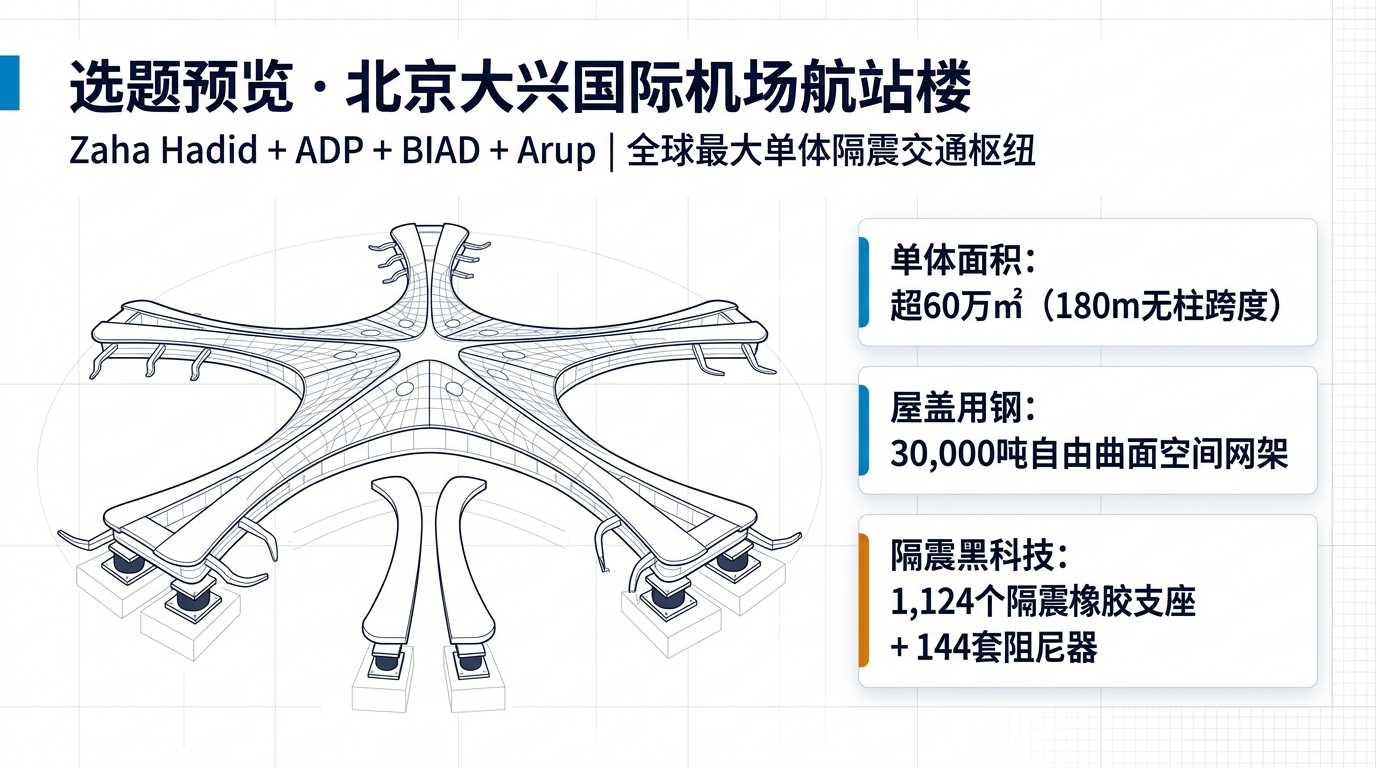 选题预览 · 北京大兴国际机场航站楼
Zaha Hadid + ADP + BIAD + Arup | 全球最大单体隔震交通枢纽
单体面积：
超60万㎡（180m无柱跨度）
屋盖用钢：
30,000吨自由曲面空间网架
隔震黑科技：
1,124个隔震橡胶支座
+ 144套阻尼器